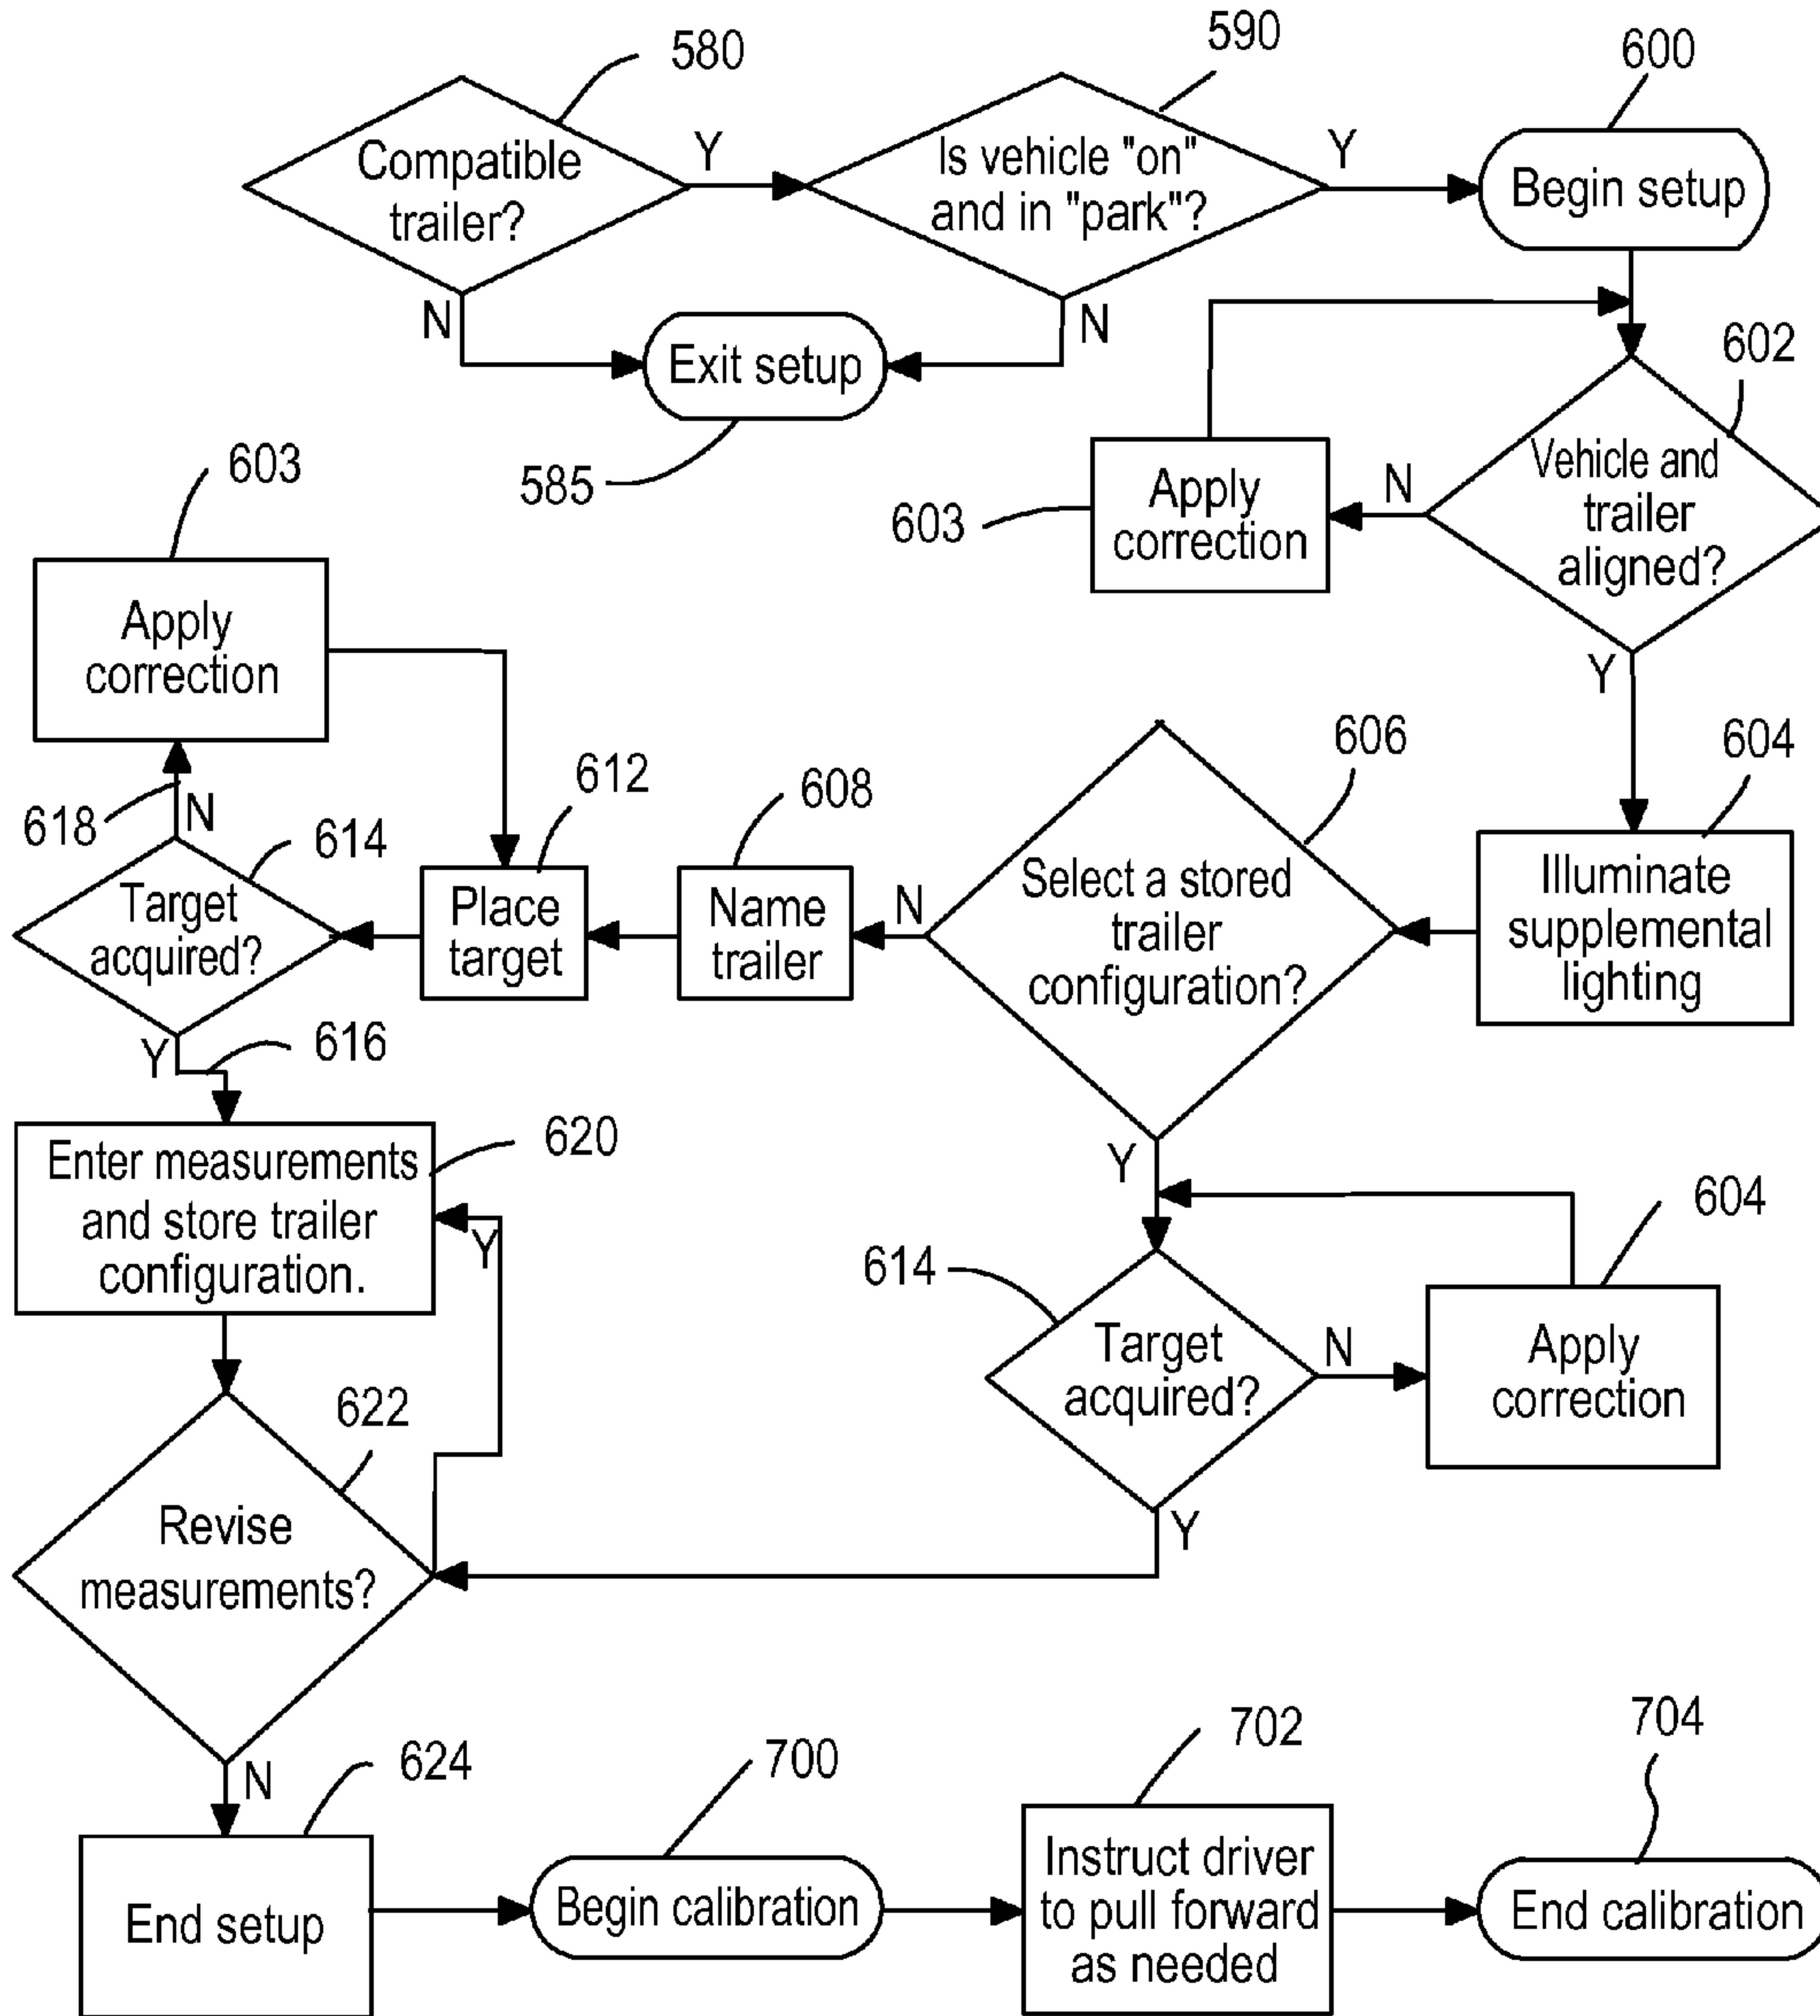 580
590
600
Compatible
trailer?
Y
Is vehicle "on"
and in "park"?
Y
Begin setup
N
Exit setup
N
585
602
Vehicle and
trailer
aligned?
N
Apply
correction
603
Y
603
Apply
correction
604
Illuminate
supplemental
lighting
606
Select a stored
trailer
configuration?
N
608
Name
trailer
612
Place
target
614
Target
acquired?
618
N
Y
616
Enter measurements
and store trailer
configuration.
620
Y
Y
614
Target
acquired?
N
604
Apply
correction
Y
622
Revise
measurements?
N
624
End setup
700
Begin calibration
702
Instruct driver
to pull forward
as needed
704
End calibration